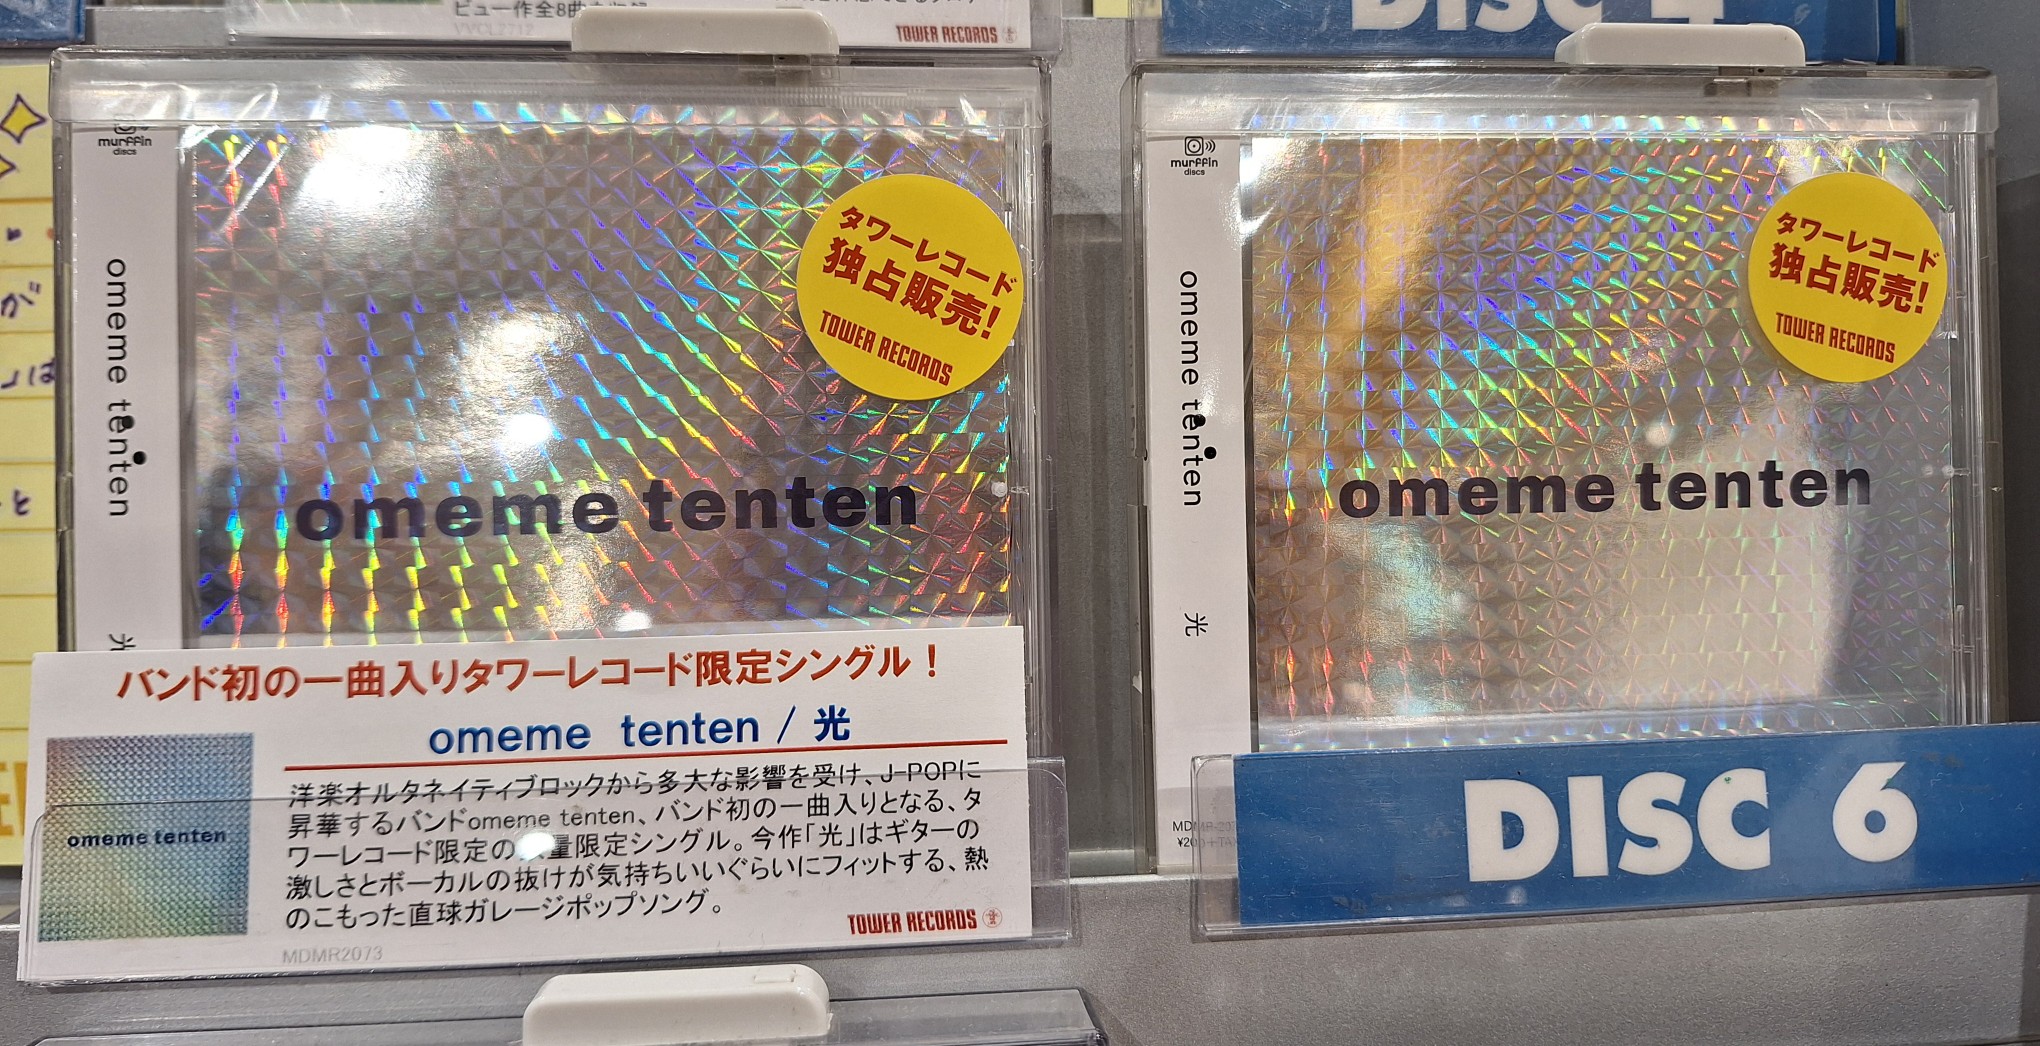 ビュー作全8曲
VVCL2712
TOWER RECORDS
DISC 4
murffin
discs
omeme tenten
omeme tenten
タワーレコード
独占販売!
TOWER RECORDS
光
バンド初の一曲入りタワーレコード限定シングル！
omeme tenten / 光
洋楽オルタネイティブロックから多大な影響を受け、J-POPに
昇華するバンドomeme tenten、バンド初の一曲入りとなる、タ
ワーレコード限定の 量限定シングル。今作「光」はギターの
激しさとボーカルの抜けが気持ちいいぐらいにフィットする、熱
のこもった直球ガレージポップソング。
omeme tenten
TOWER RECORDS
MDMR2073
murffin
discs
omeme tenten
光
omeme tenten
タワーレコード
独占販売!
TOWER RECORDS
DISC 6
が
は
と